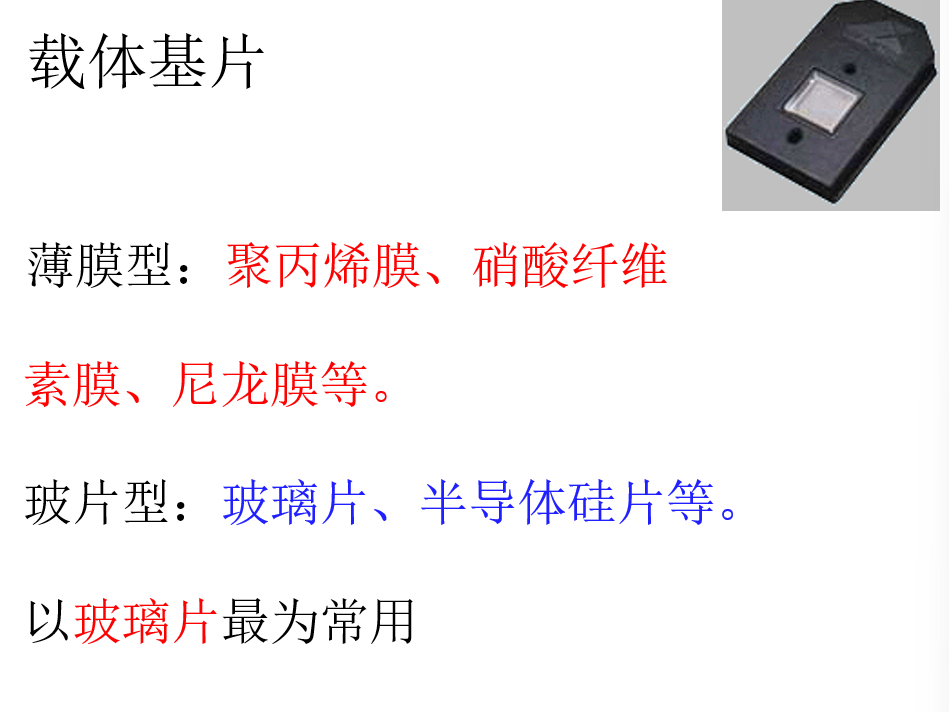 载体基片
薄膜型：聚丙烯膜、硝酸纤维
素膜、尼龙膜等。
玻片型：玻璃片、半导体硅片等。
以玻璃片最为常用